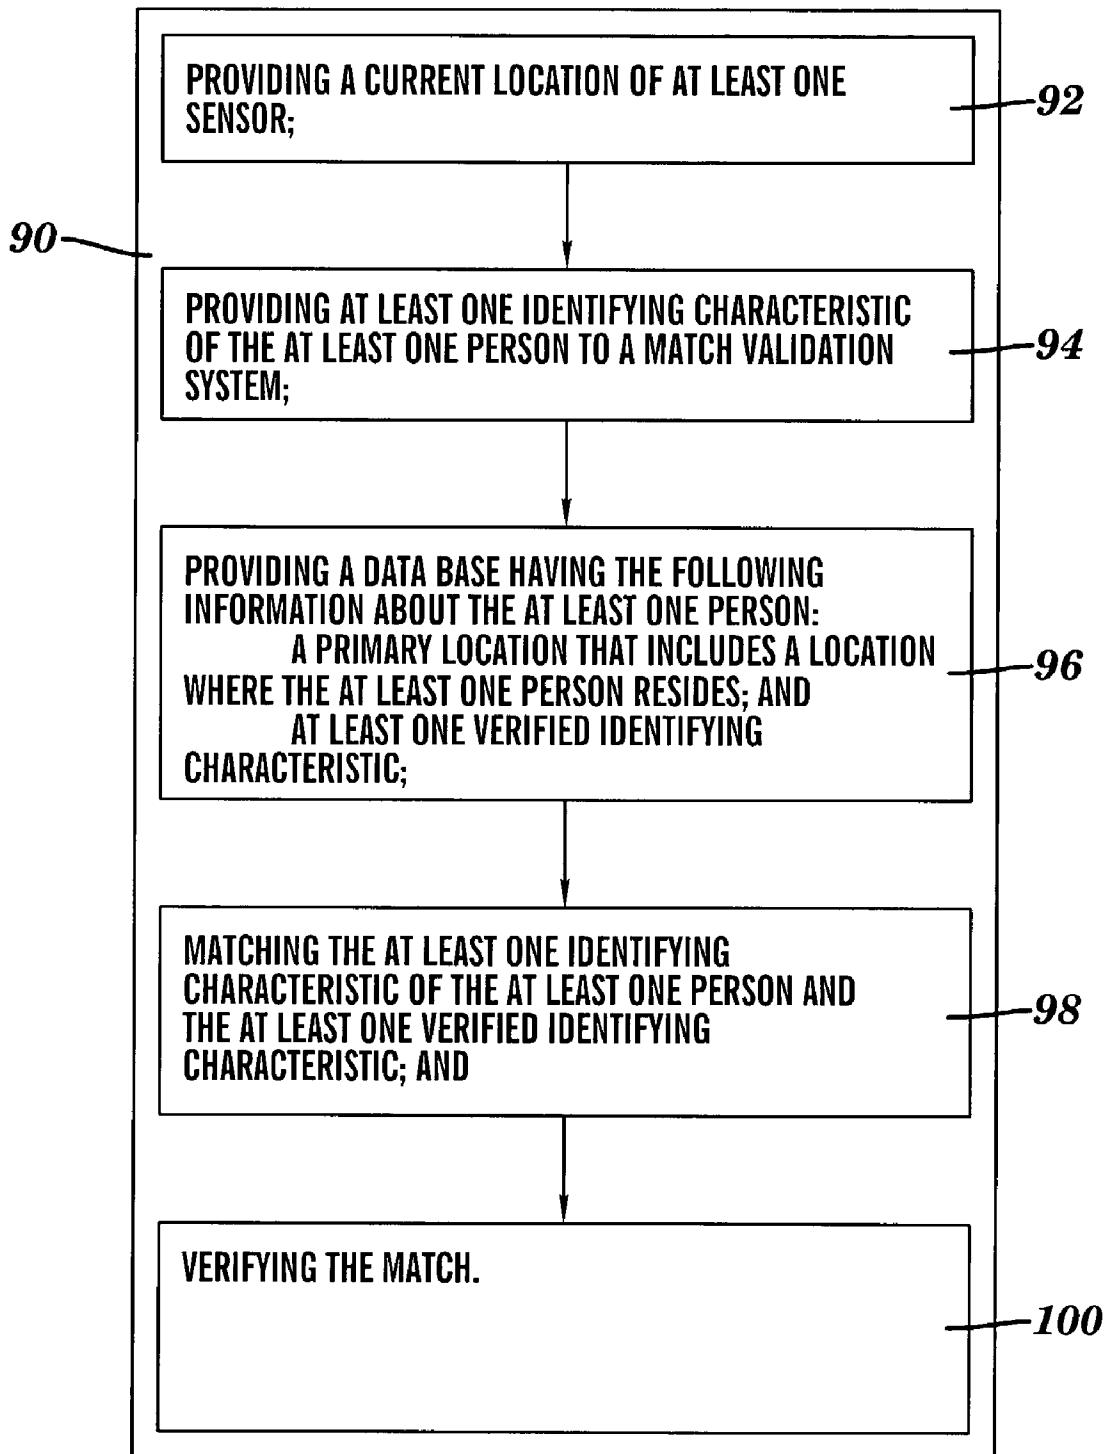 PROVIDING A CURRENT LOCATION OF AT LEAST ONE
SENSOR;
92
90
PROVIDING AT LEAST ONE IDENTIFYING CHARACTERISTIC
OF THE AT LEAST ONE PERSON TO A MATCH VALIDATION
SYSTEM;
94
PROVIDING A DATA BASE HAVING THE FOLLOWING
INFORMATION ABOUT THE AT LEAST ONE PERSON:
A PRIMARY LOCATION THAT INCLUDES A LOCATION
WHERE THE AT LEAST ONE PERSON RESIDES; AND
AT LEAST ONE VERIFIED IDENTIFYING
CHARACTERISTIC;
96
MATCHING THE AT LEAST ONE IDENTIFYING
CHARACTERISTIC OF THE AT LEAST ONE PERSON AND
THE AT LEAST ONE VERIFIED IDENTIFYING
CHARACTERISTIC; AND
98
VERIFYING THE MATCH.
100